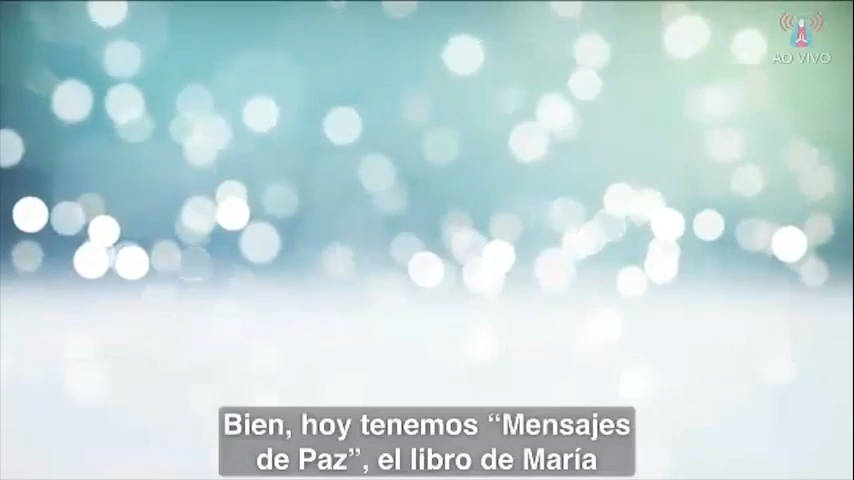 AO VIVO
Bien, hoy tenemos “Mensajes
de Paz”, el libro de María